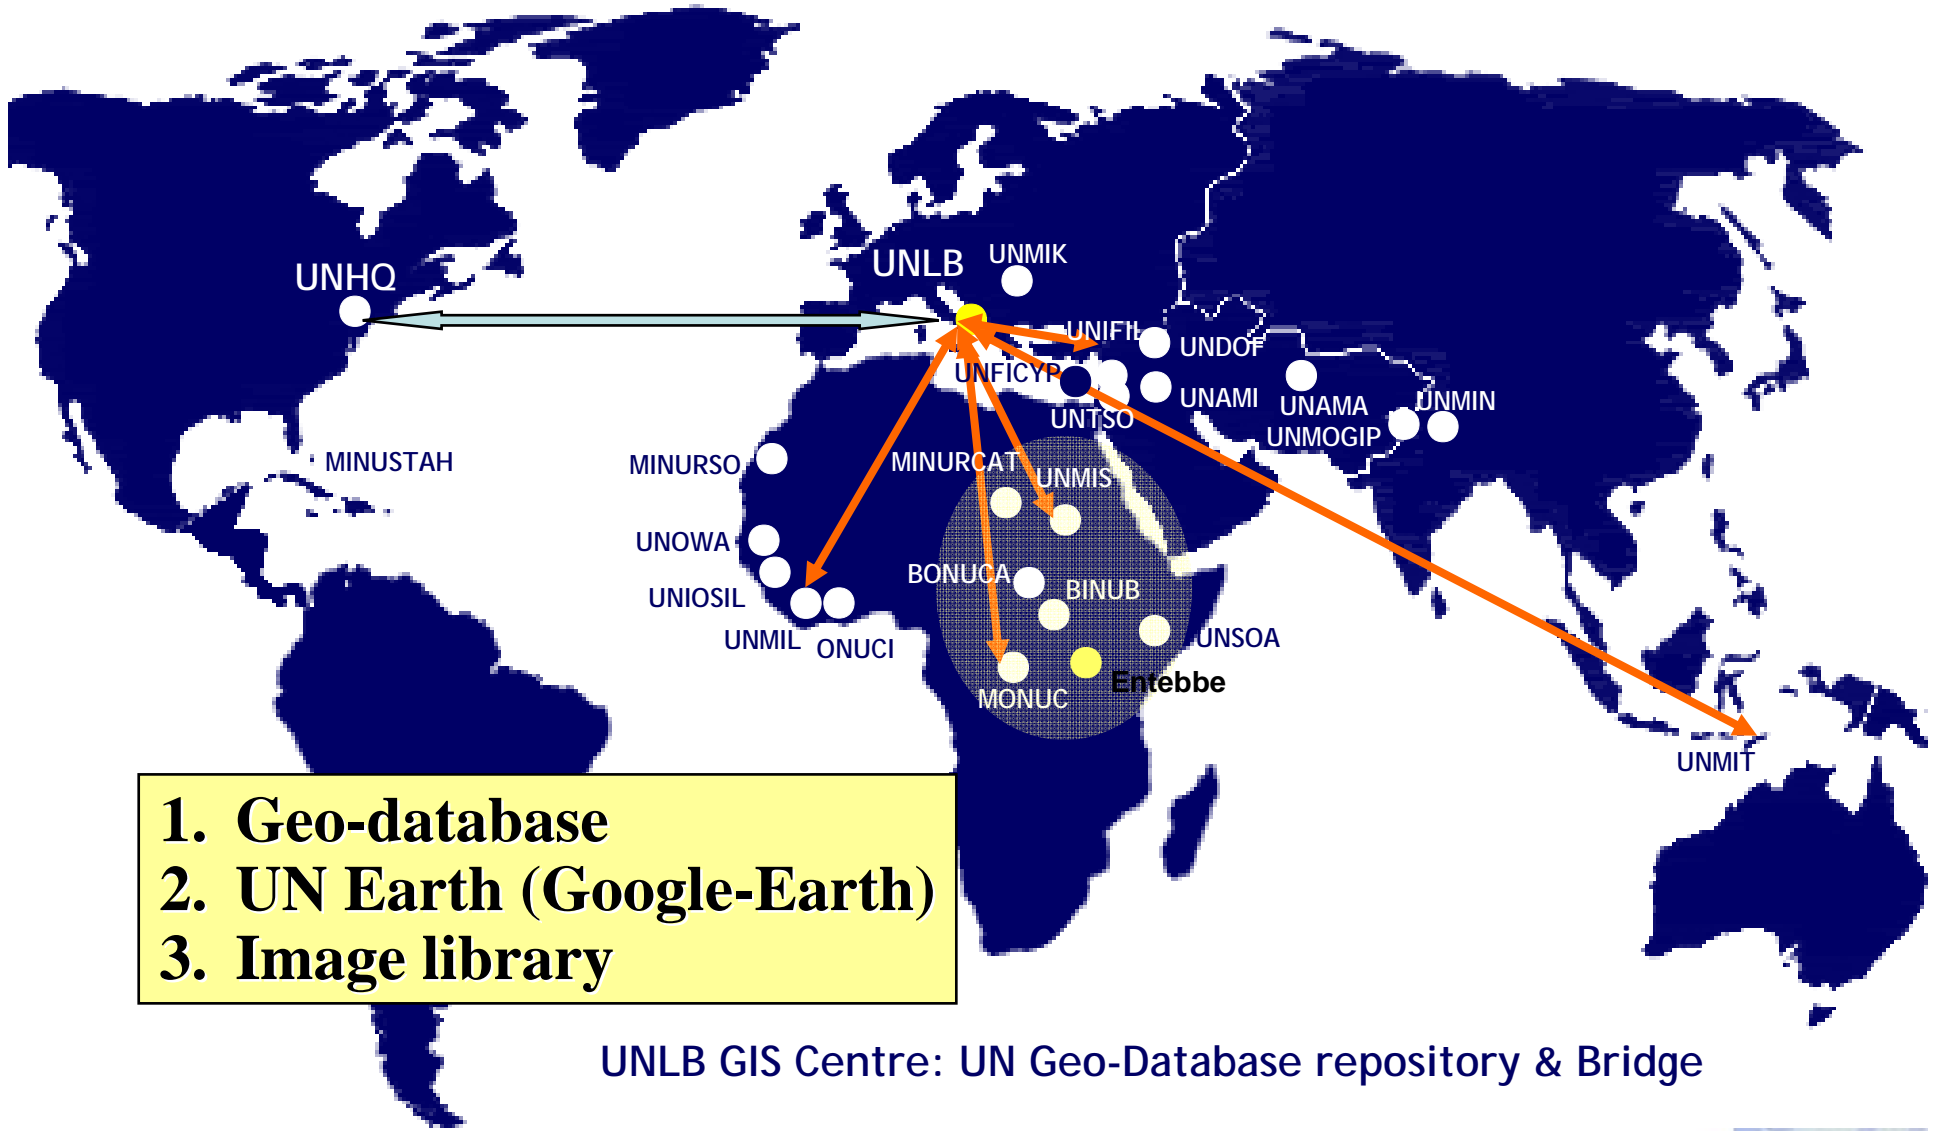 UNHQ
UNLB
UNMIK
UNIFIL
UNDOF
UNFICYP
UNAMI
UNTSO
UNAMA
UNMIN
UNMOGIP
MINUSTAH
MINURSO
MINURCAT
UNMIS
UNOWA
BONUCA
BINUB
UNIOSIL
UNMIL
ONUCI
UNSOA
Entebbe
MONUC
UNMIT
1. Geo-database
2. UN Earth (Google-Earth)
3. Image library
UNLB GIS Centre: UN Geo-Database repository & Bridge